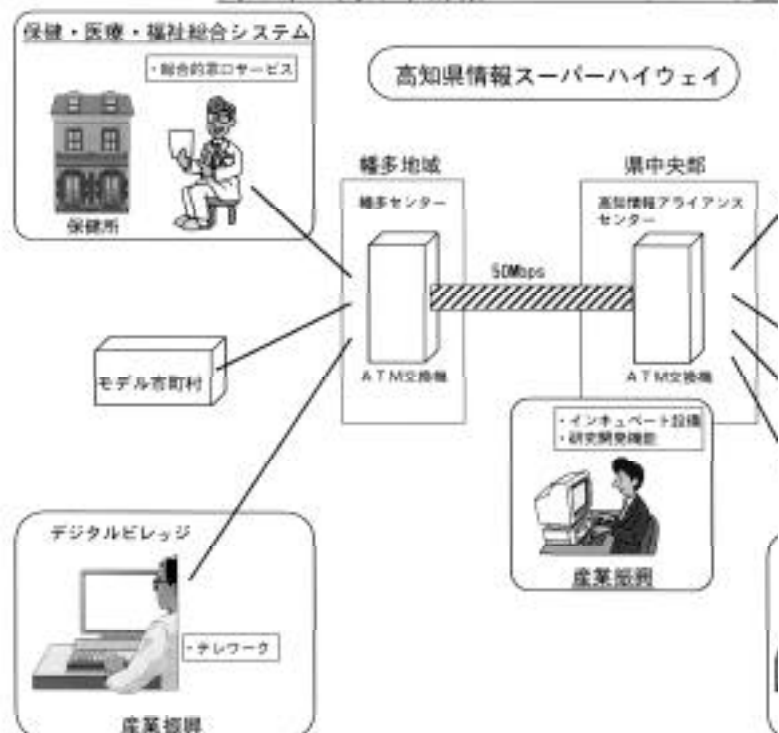 保健・医療・福祉総合システム
・総合的窓口サービス
保健所
高知県情報スーパーハイウェイ
幡多地域
幡多センター
ATM交換機
50Mbps
県中央部
高知情報アライアンス
センター
ATM交換機
モデル市町村
・インキュベート設備
・研究開発機能
産業振興
デジタルビレッジ
・テレワーク
産業振興